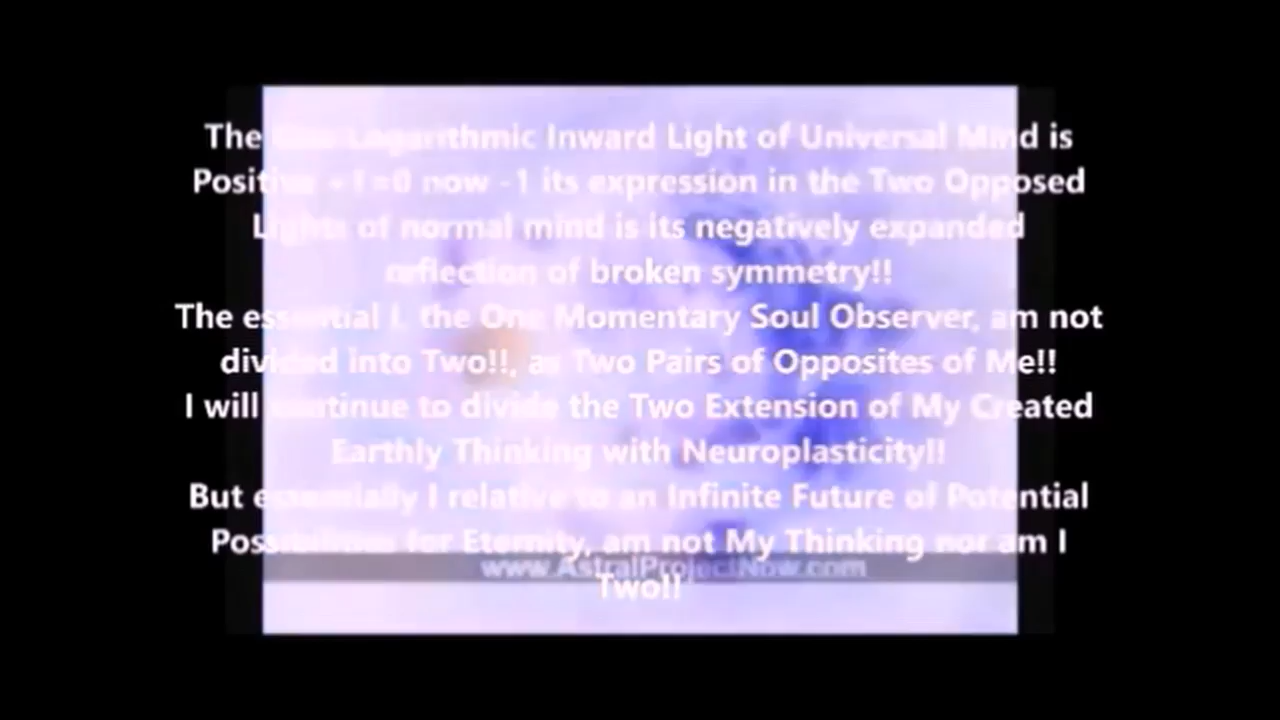 The One Logarithmic Inward Light of Universal Mind is
Positive +1=0 now -1 its expression in the Two Opposed
Lights of normal mind is its negatively expanded
reflection of broken symmetry!!
The essential I, the One Momentary Soul Observer, am not
divided into Two!!, as Two Pairs of Opposites of Me!!
I will continue to divide the Two Extension of My Created
Earthly Thinking with Neuroplasticity!!
But essentially I relative to an Infinite Future of Potential
Possibilities for Eternity, am not My Thinking nor am I
www.AstralProjectNow.com
Two!!